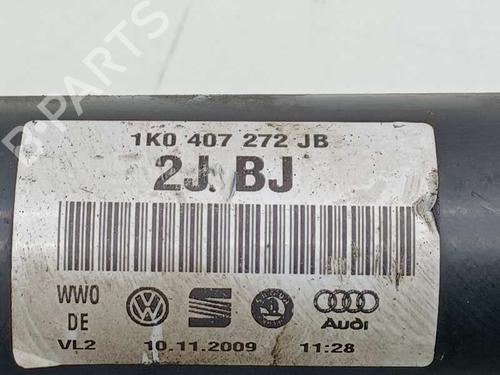 1K0 407 272 JB
2J BJ
WWO
DE
Audi
VL2 10.11.2009 11:28